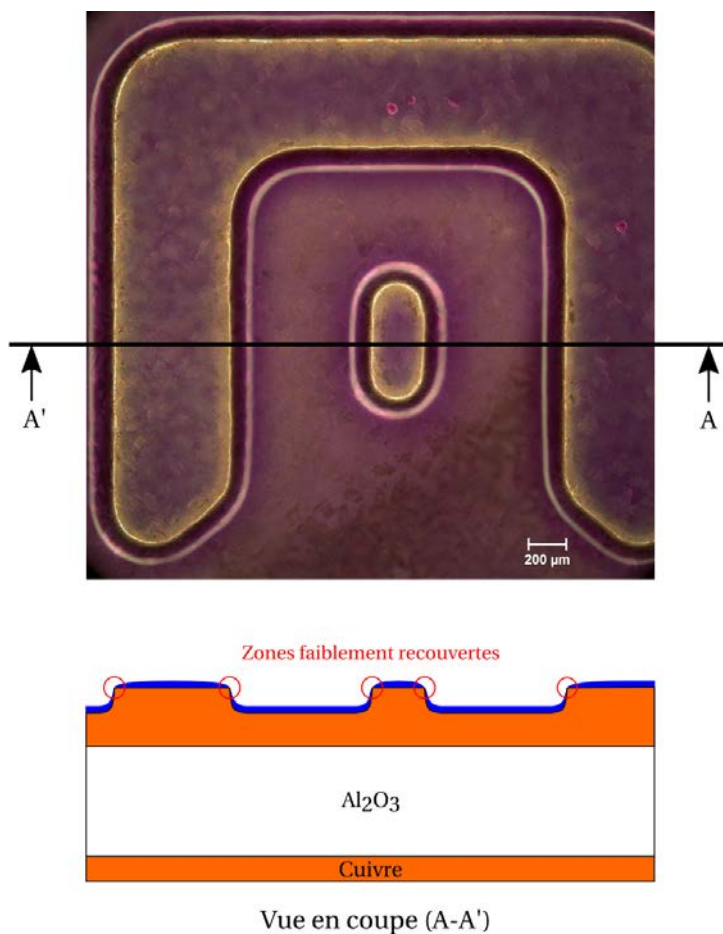 A'
A
200 µm
Zones faiblement recouvertes
Al₂O₃
Cuivre
Vue en coupe (A-A')